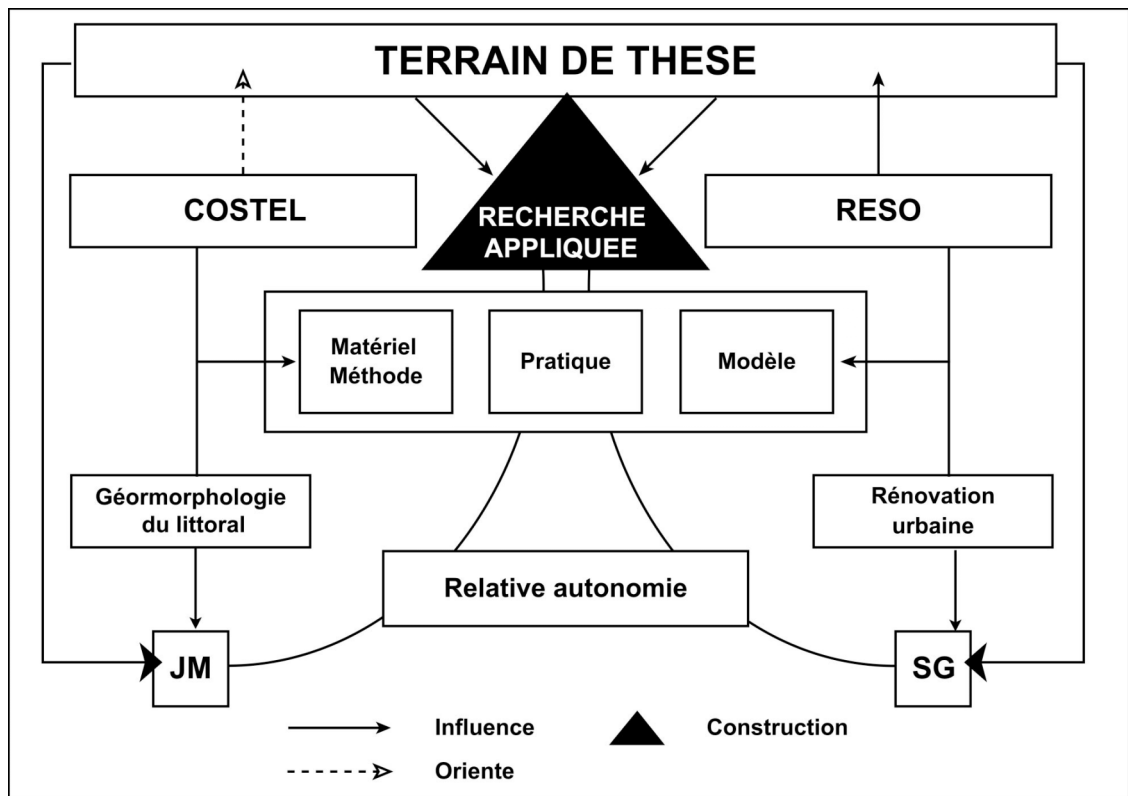 TERRAIN DE THESE
COSTEL
RECHERCHE
APPLIQUEE
RESO
Matériel
Méthode
Pratique
Modèle
Géormorphologie
du littoral
Rénovation
urbaine
Relative autonomie
JM
SG
Influence
Construction
Oriente